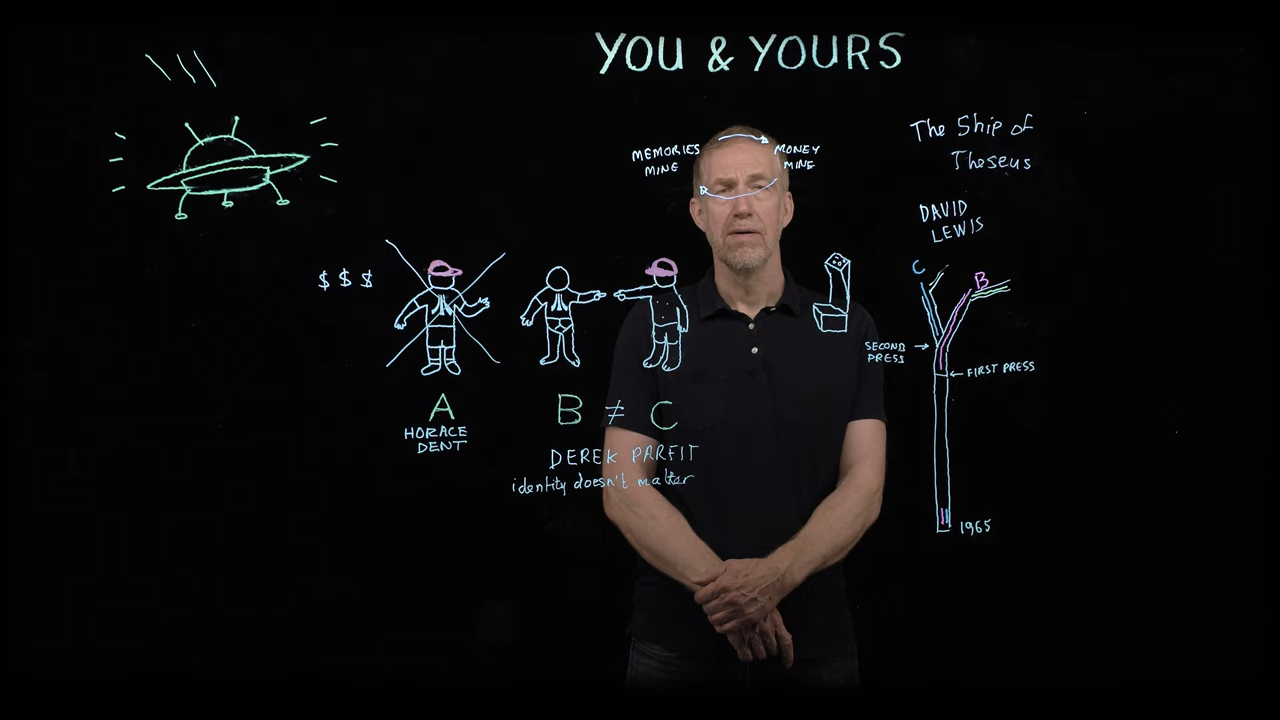 YOU & YOURS
The Ship of
Theseus
MEMORIES
MINE
MONEY
MINE
DAVID
LEWIS
C
B
$ $ $
SECOND
PRESS
FIRST PRESS
A
B ≠ C
HORACE
DENT
DEREK PARFIT
identity doesn't matter
1965